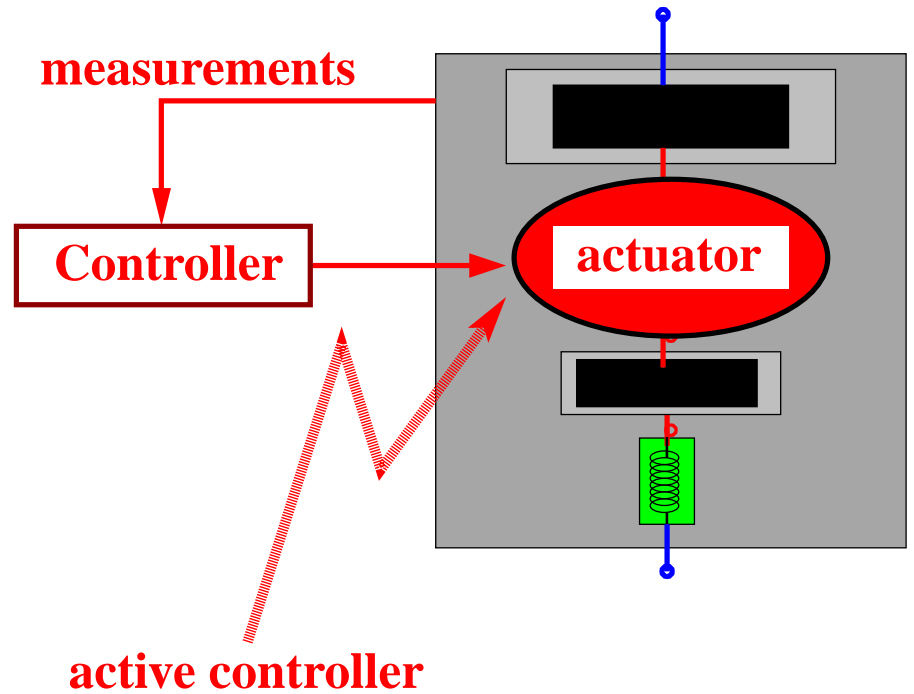 measurements
Controller
actuator
active controller